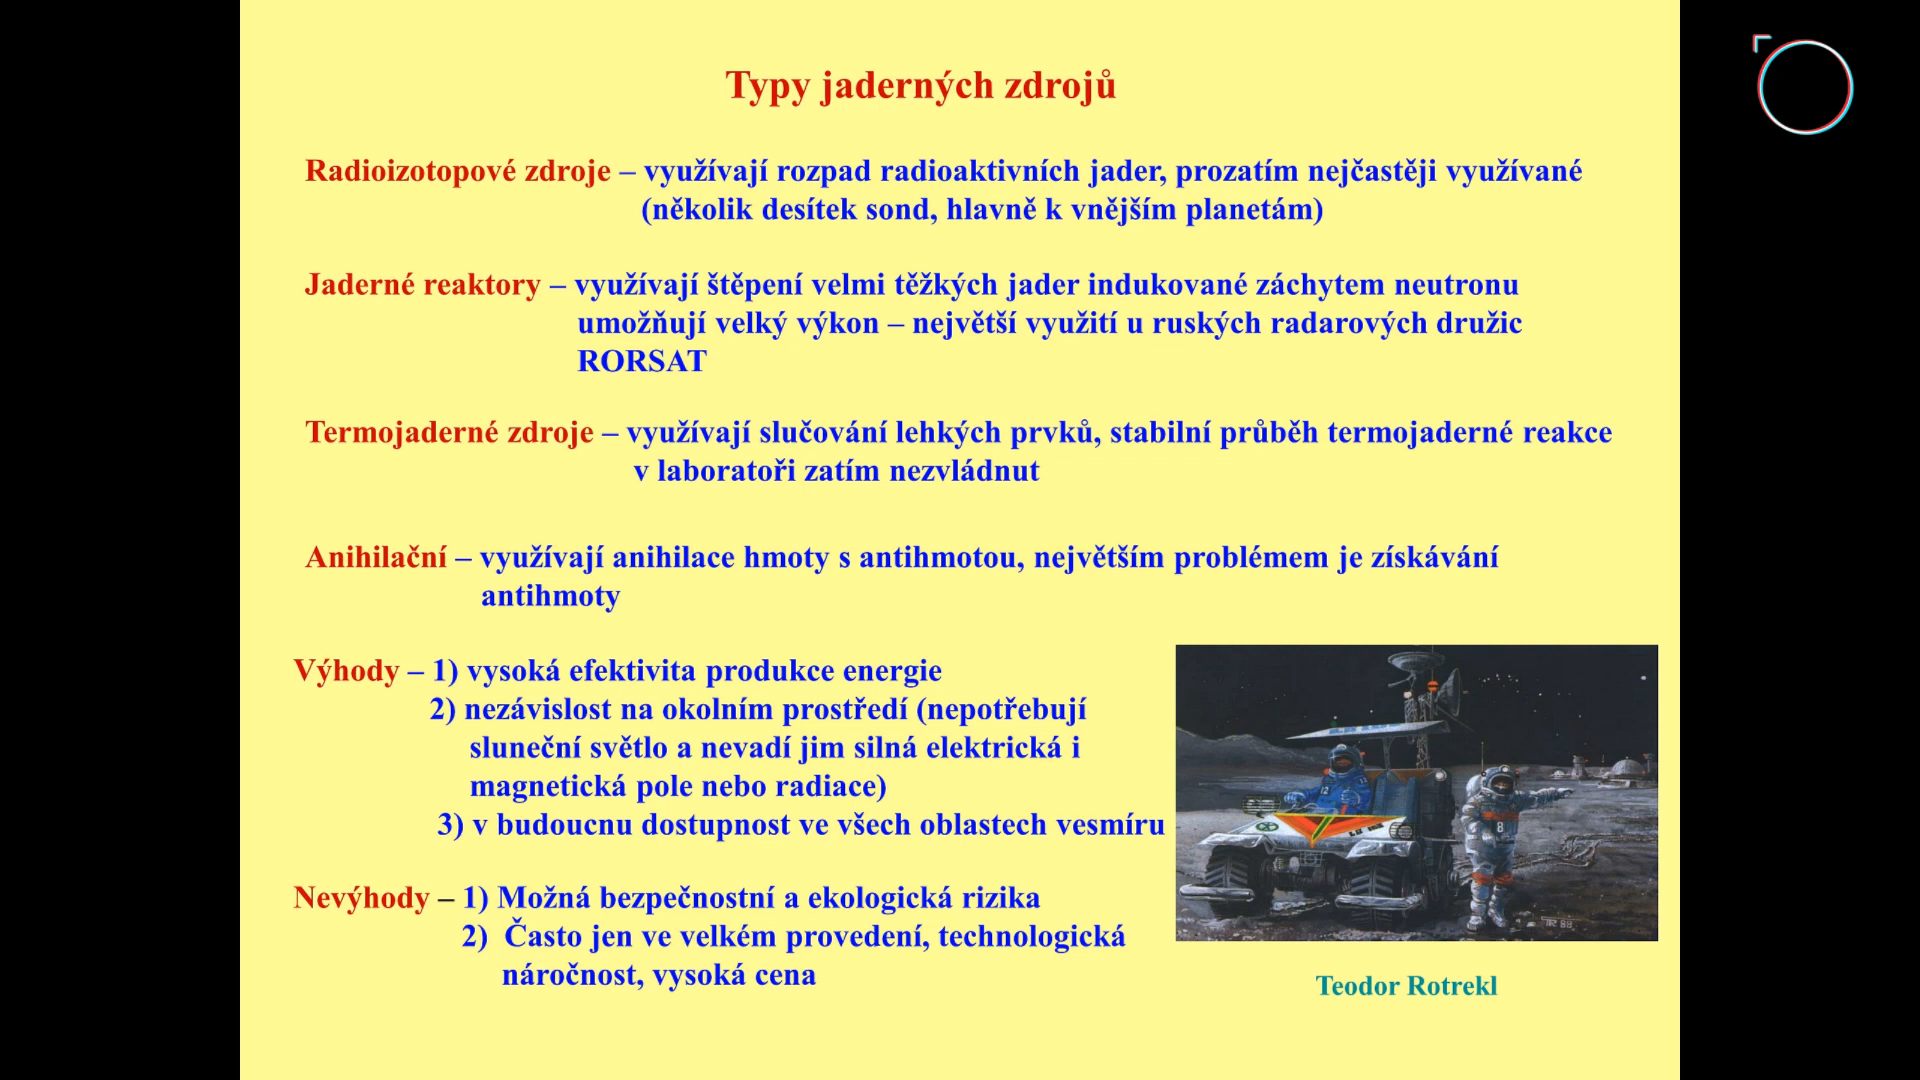 Typy jaderných zdrojů
Radioizotopové zdroje – využívají rozpad radioaktivních jader, prozatím nejčastěji využívané
(několik desítek sond, hlavně k vnějším planetám)
Jaderné reaktory – využívají štěpení velmi těžkých jader indukované záchytem neutronu
umožňují velký výkon – největší využití u ruských radarových družic
RORSAT
Termojaderné zdroje – využívají slučování lehkých prvků, stabilní průběh termojaderné reakce
v laboratoři zatím nezvládnut
Anihilační – využívají anihilace hmoty s antihmotou, největším problémem je získávání
antihmoty
Výhody – 1) vysoká efektivita produkce energie
2) nezávislost na okolním prostředí (nepotřebují
sluneční světlo a nevadí jim silná elektrická i
magnetická pole nebo radiace)
3) v budoucnu dostupnost ve všech oblastech vesmíru
Nevýhody – 1) Možná bezpečnostní a ekologická rizika
2) Často jen ve velkém provedení, technologická
náročnost, vysoká cena
12
8
Teodor Rotrekl